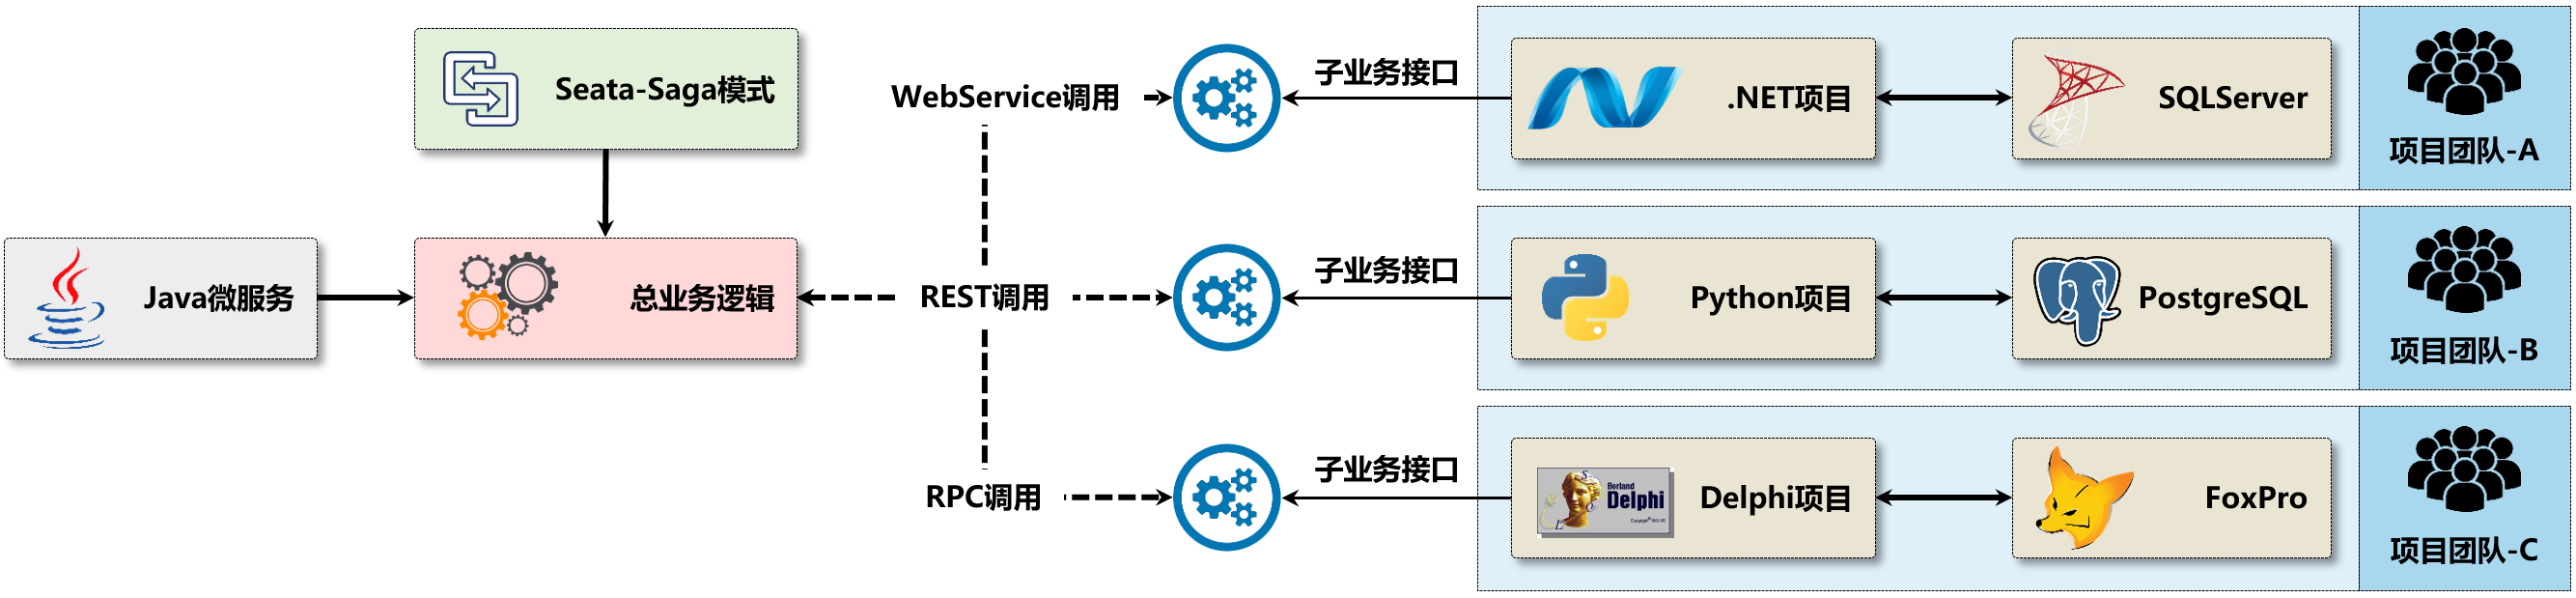 Seata-Saga模式
Java微服务
总业务逻辑
WebService调用
REST调用
RPC调用
子业务接口
.NET项目
SQLServer
项目团队-A
子业务接口
Python项目
PostgreSQL
项目团队-B
子业务接口
Borland
Delphi
Delphi项目
FoxPro
项目团队-C